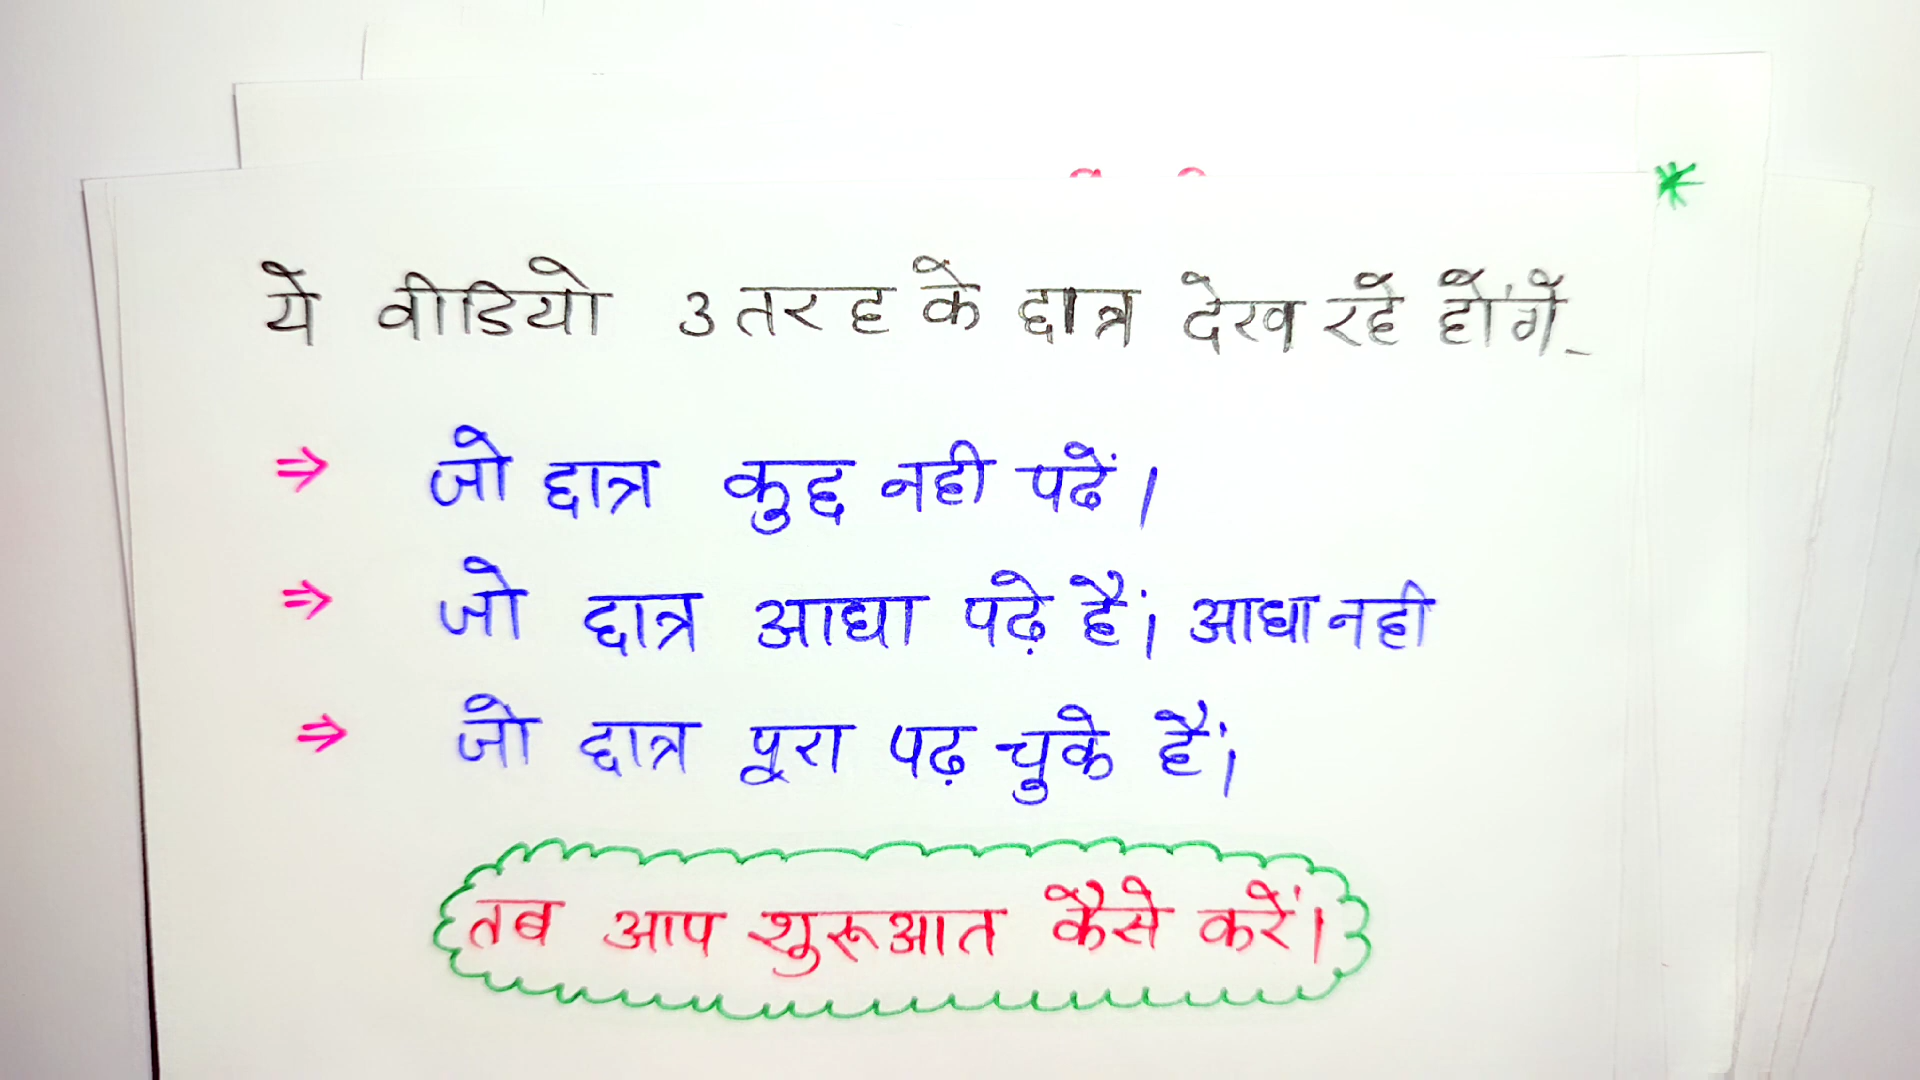 ये वीडियो 3 तरह के छात्र देख रहे होंगे-
⇒ जो छात्र कुछ नही पढें।
⇒ जो छात्र आधा पढ़े हैं। आधा नही
⇒ जो छात्र पूरा पढ़ चुके हैं।
तब आप शुरूआत कैसे करें।